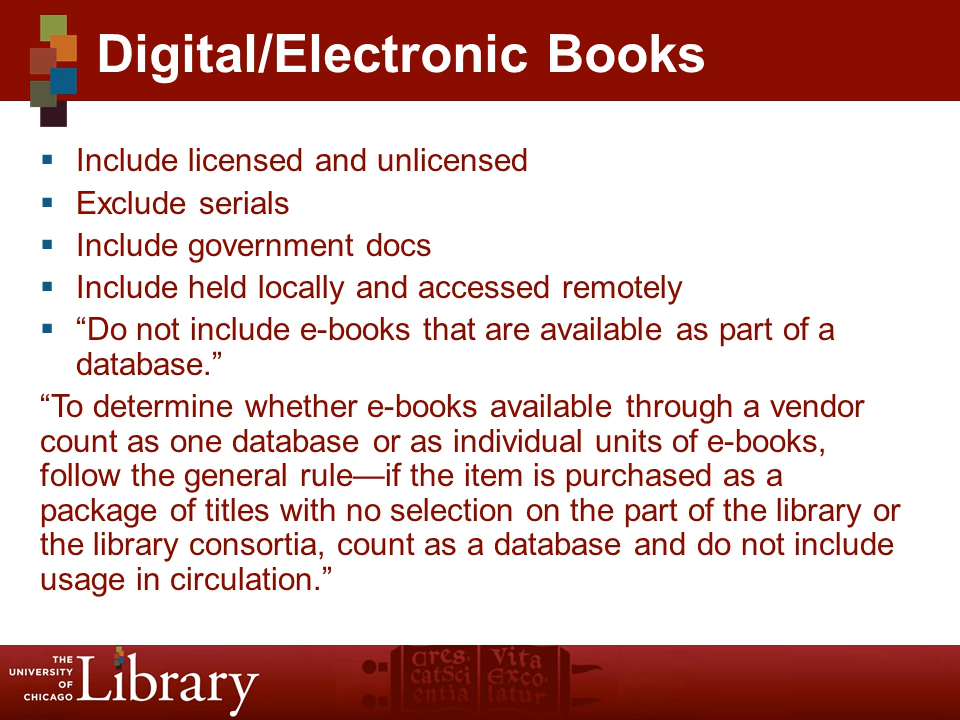 Digital/Electronic Books
▪ Include licensed and unlicensed
▪ Exclude serials
▪ Include government docs
▪ Include held locally and accessed remotely
▪ “Do not include e-books that are available as part of a
database.”
“To determine whether e-books available through a vendor
count as one database or as individual units of e-books,
follow the general rule—if the item is purchased as a
package of titles with no selection on the part of the library or
the library consortia, count as a database and do not include
usage in circulation.”
THE
UNIVERSITY
OF
CHICAGO
Library
Cres.
catSci
entia
Vita
Exco
latur